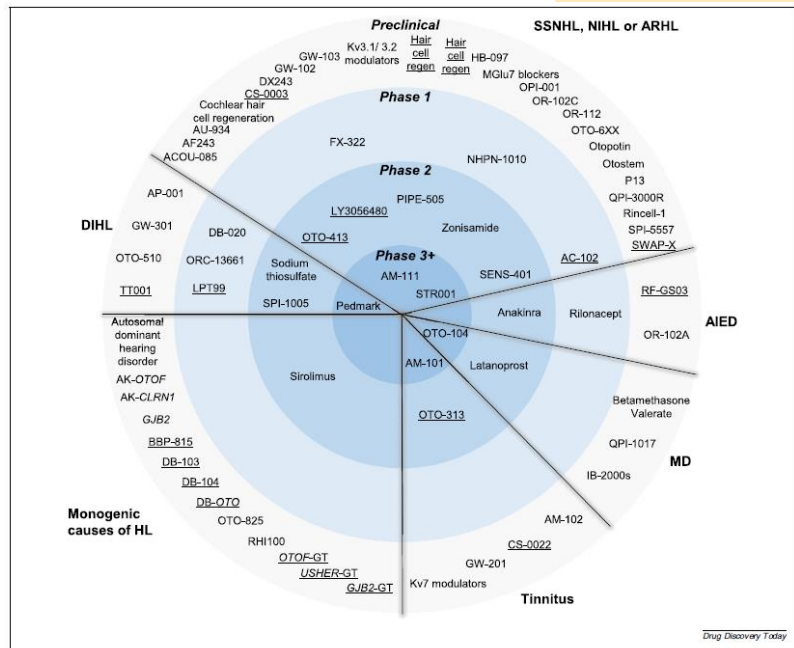 Preclinical
SSNHL, NIHL or ARHL
Kv3.1/ 3.2
modulators
Hair
cell
regen
Hair
cell
regen
HB-097
GW-103
GW-102
DX243
CS-0003
Cochlear hair
cell regeneration
AU-934
AF243
ACOU-085
MGlu7 blockers
OPI-001
OR-102C
OR-112
OTO-6XX
Otopotin
Otostem
P13
QPI-3000R
Rincell-1
SPI-5557
SWAP-X
Phase 1
FX-322
NHPN-1010
AC-102
Phase 2
PIPE-505
LY3056480
OTO-413
Zonisamide
SENS-401
Phase 3+
AM-111
STR001
DIHL
AP-001
GW-301
OTO-510
TT001
DB-020
ORC-13661
LPT99
Sodium
thiosulfate
SPI-1005
Pedmark
Anakinra
Rilonacept
RF-GS03
OR-102A
AIED
OTO-104
Latanoprost
Betamethasone
Valerate
QPI-1017
IB-2000s
MD
AM-101
OTO-313
AM-102
CS-0022
GW-201
Kv7 modulators
Tinnitus
Sirolimus
Autosomal
dominant
hearing
disorder
AK-OTOF
AK-CLRN1
GJB2
BBP-815
DB-103
DB-104
DB-OTO
OTO-825
RHI100
OTOF-GT
USHER-GT
GJB2-GT
Monogenic
causes of HL
Drug Discovery Today